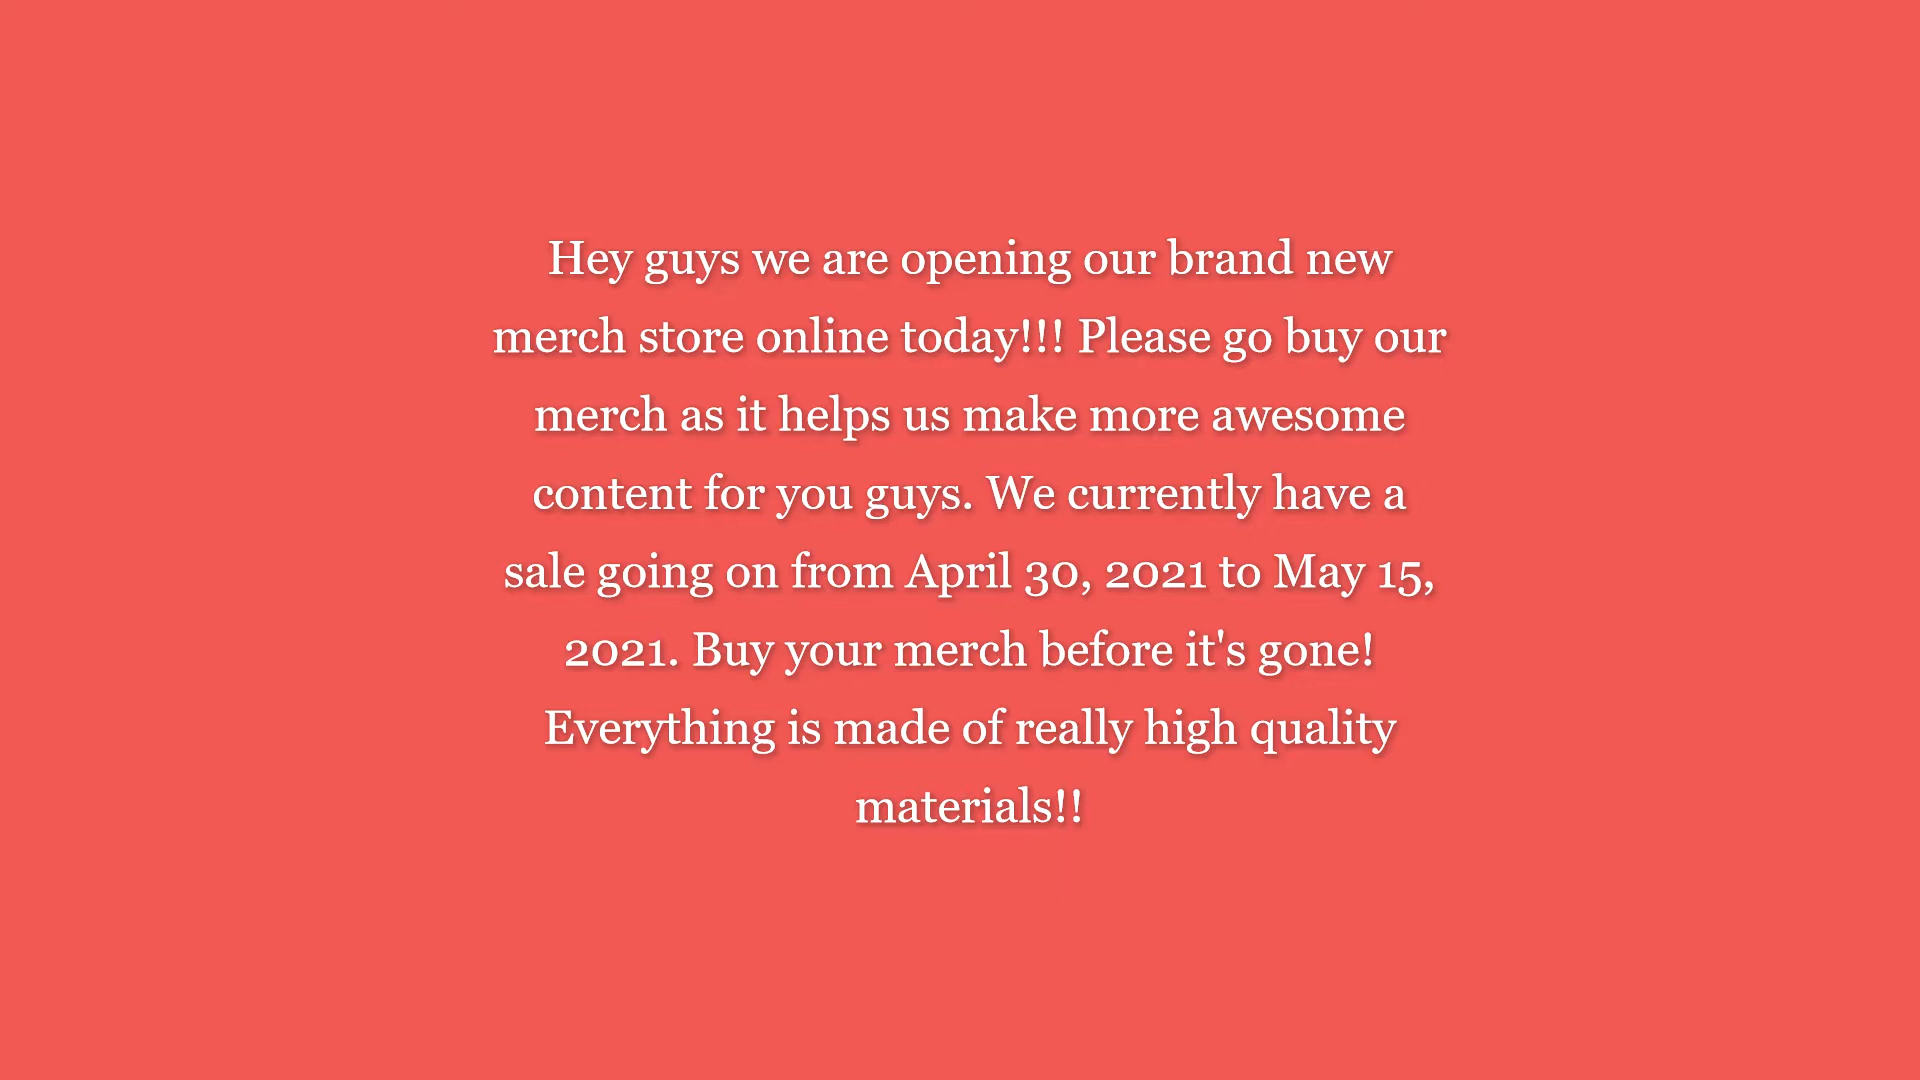 Hey guys we are opening our brand new
merch store online today!!! Please go buy our
merch as it helps us make more awesome
content for you guys. We currently have a
sale going on from April 30, 2021 to May 15,
2021. Buy your merch before it's gone!
Everything is made of really high quality
materials!!